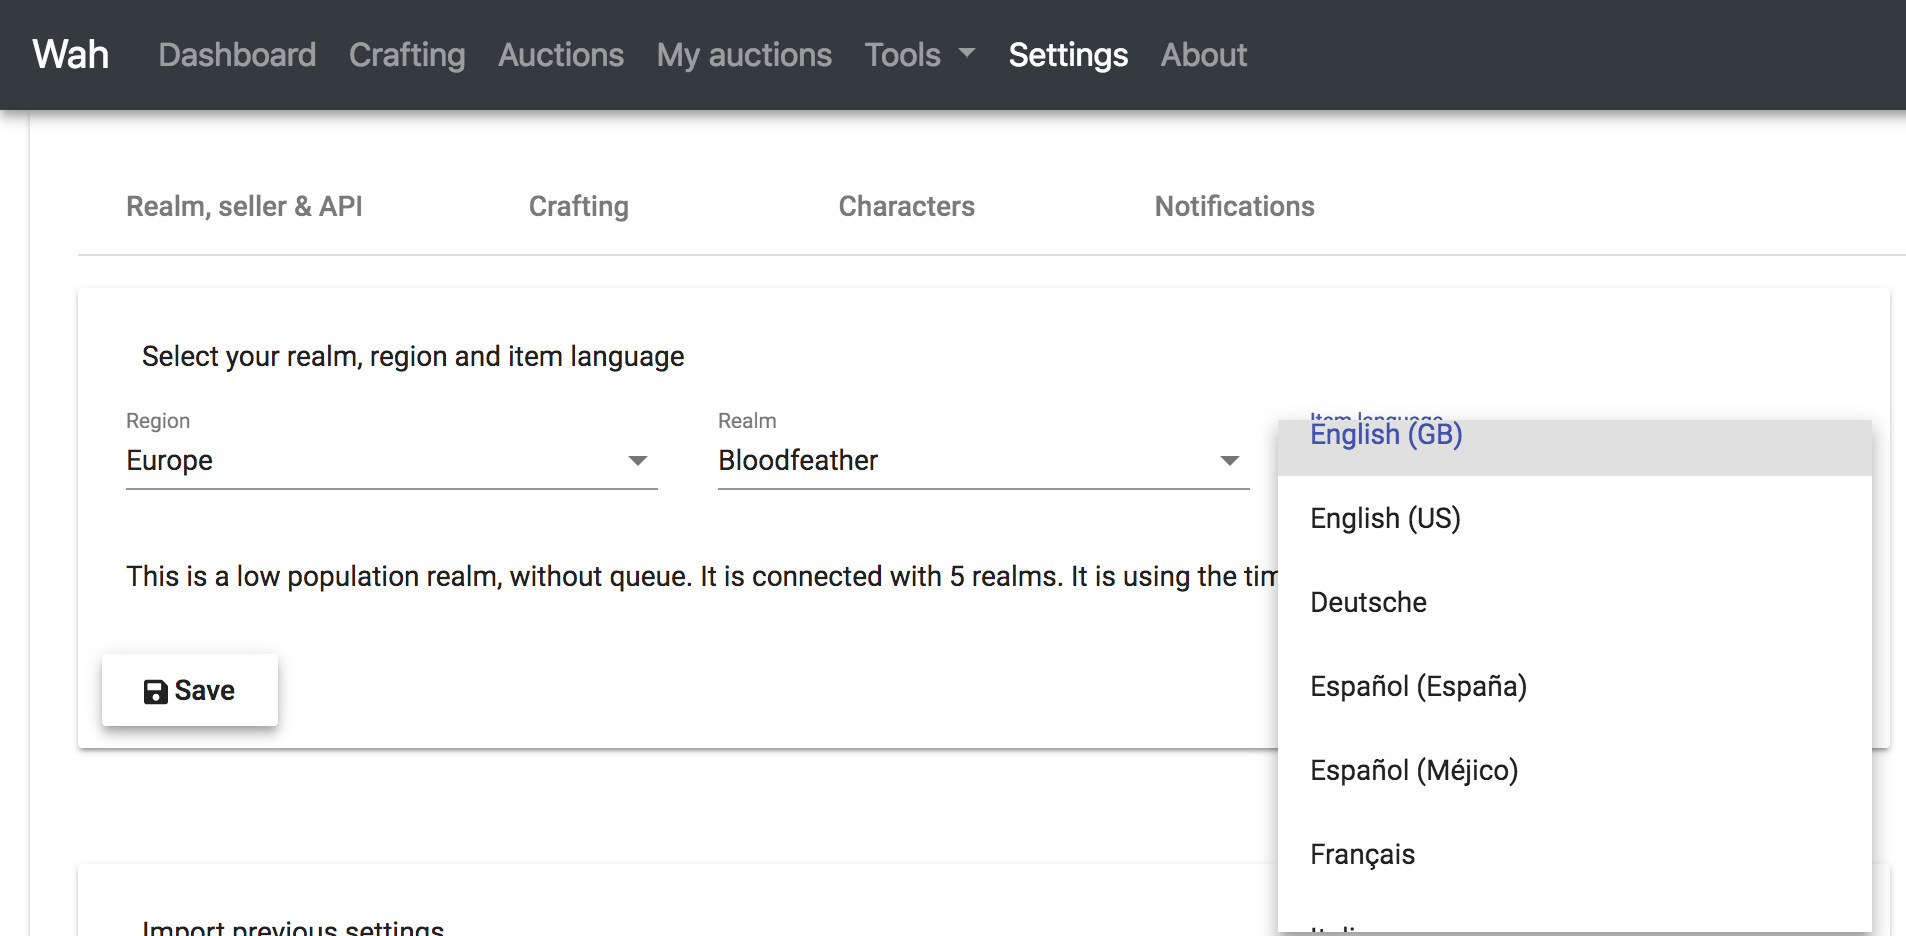 Wah Dashboard Crafting Auctions My auctions Tools Settings About
Realm, seller & API Crafting Characters Notifications
Select your realm, region and item language
Region Realm Item language
Europe Bloodfeather
English (GB)
English (US)
This is a low population realm, without queue. It is connected with 5 realms. It is using the
Deutsche
Español (España)
Save
Español (Méjico)
Français
Import previous settings